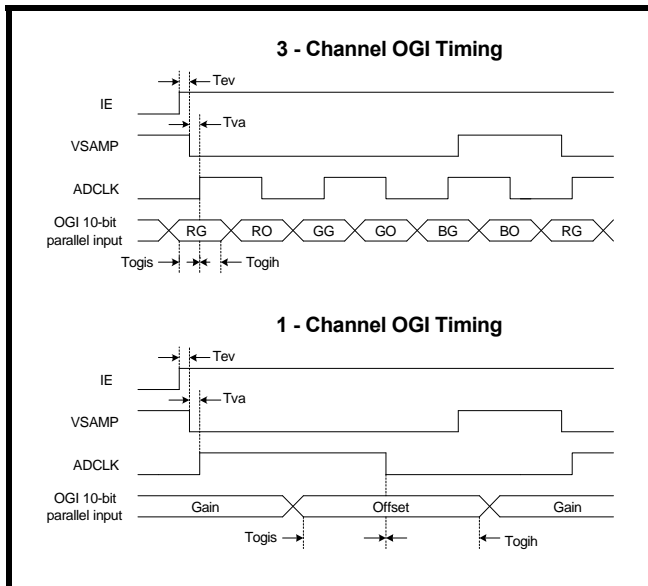 3 - Channel OGI Timing
Tev
IE
Tva
VSAMP
ADCLK
OGI 10-bit
parallel input
RG RO GG GO BG BO RG
Togis Togih
1 - Channel OGI Timing
Tev
IE
Tva
VSAMP
ADCLK
OGI 10-bit
parallel input
Gain Offset Gain
Togis Togih